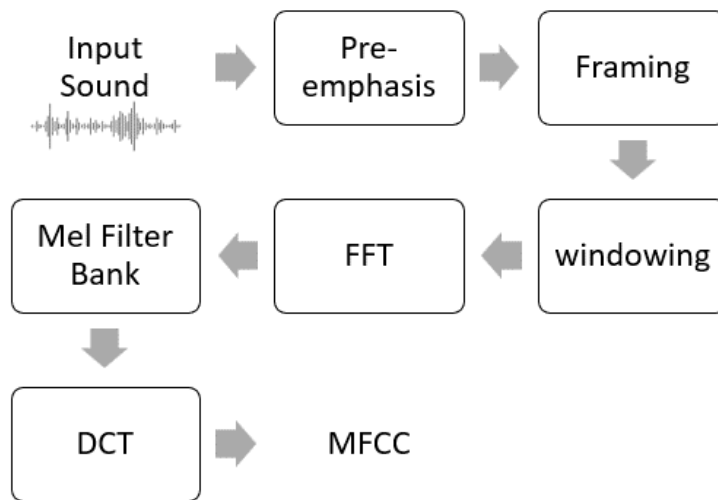 Input
Sound
Pre-
emphasis
Framing
windowing
FFT
Mel Filter
Bank
DCT
MFCC